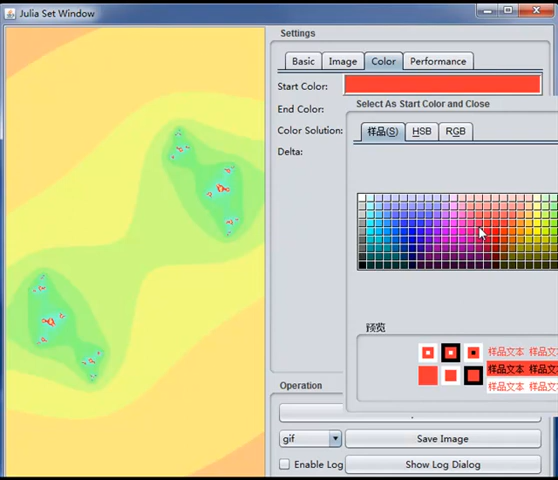 Julia Set Window
Settings
Basic
Image
Color
Performance
Start Color:
End Color:
Color Solution:
Delta:
Select As Start Color and Close
样品(S)
HSB
RGB
预览
样品文本 样品文
样品文本 样品文
样品文本 样品文
Operation
gif
Save Image
Enable Log
Show Log Dialog